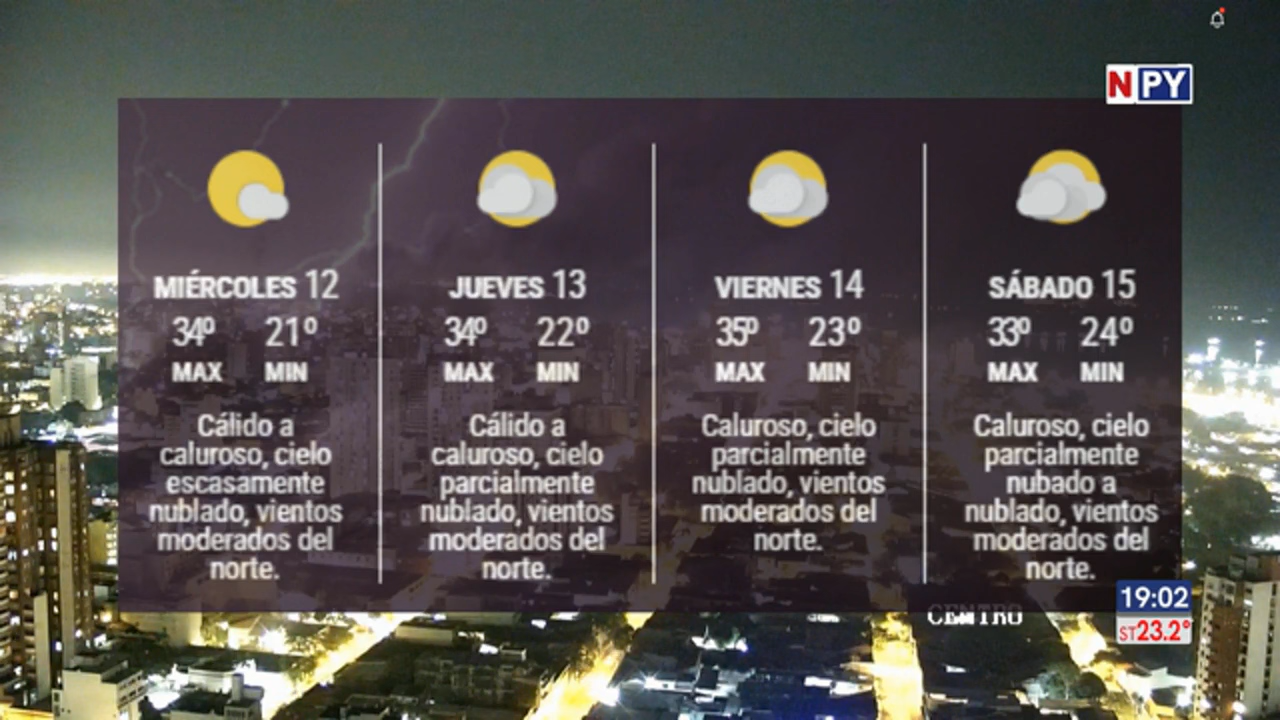 NPY
MIÉRCOLES 12
34º 21º
MAX MIN
Cálido a
caluroso, cielo
escasamente
nublado, vientos
moderados del
norte.
JUEVES 13
34º 22º
MAX MIN
Cálido a
caluroso, cielo
parcialmente
nublado, vientos
moderados del
norte.
VIERNES 14
35º 23º
MAX MIN
Caluroso, cielo
parcialmente
nublado, vientos
moderados del
norte.
SÁBADO 15
33º 24º
MAX MIN
Caluroso, cielo
parcialmente
nubado a
nublado, vientos
moderados del
norte.
CENTRO
19:02
ST23.2°